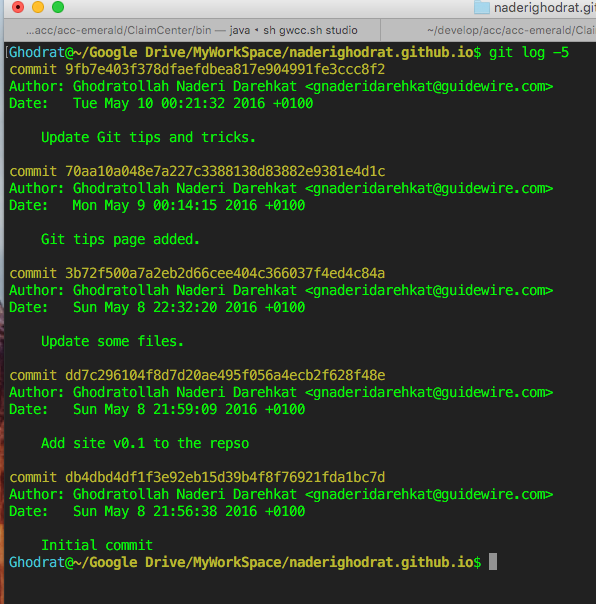 naderighodrat.git
...acc/acc-emerald/ClaimCenter/bin — java • sh gwcc.sh studio
~/develop/acc/acc-emerald/Clai
[Ghodrat@~/Google Drive/MyWorkSpace/naderighodrat.github.io$ git log -5
commit 9fb7e403f378dfaefdbea817e904991fe3ccc8f2
Author: Ghodratollah Naderi Darehkat <gnaderidarehkat@guidewire.com>
Date:   Tue May 10 00:21:32 2016 +0100
Update Git tips and tricks.
commit 70aa10a048e7a227c3388138d83882e9381e4d1c
Author: Ghodratollah Naderi Darehkat <gnaderidarehkat@guidewire.com>
Date:   Mon May 9 00:14:15 2016 +0100
Git tips page added.
commit 3b72f500a7a2eb2d66cee404c366037f4ed4c84a
Author: Ghodratollah Naderi Darehkat <gnaderidarehkat@guidewire.com>
Date:   Sun May 8 22:32:20 2016 +0100
Update some files.
commit dd7c296104f8d7d20ae495f056a4ecb2f628f48e
Author: Ghodratollah Naderi Darehkat <gnaderidarehkat@guidewire.com>
Date:   Sun May 8 21:59:09 2016 +0100
Add site v0.1 to the repso
commit db4dbd4df1f3e92eb15d39b4f8f76921fda1bc7d
Author: Ghodratollah Naderi Darehkat <gnaderidarehkat@guidewire.com>
Date:   Sun May 8 21:56:38 2016 +0100
Initial commit
Ghodrat@~/Google Drive/MyWorkSpace/naderighodrat.github.io$